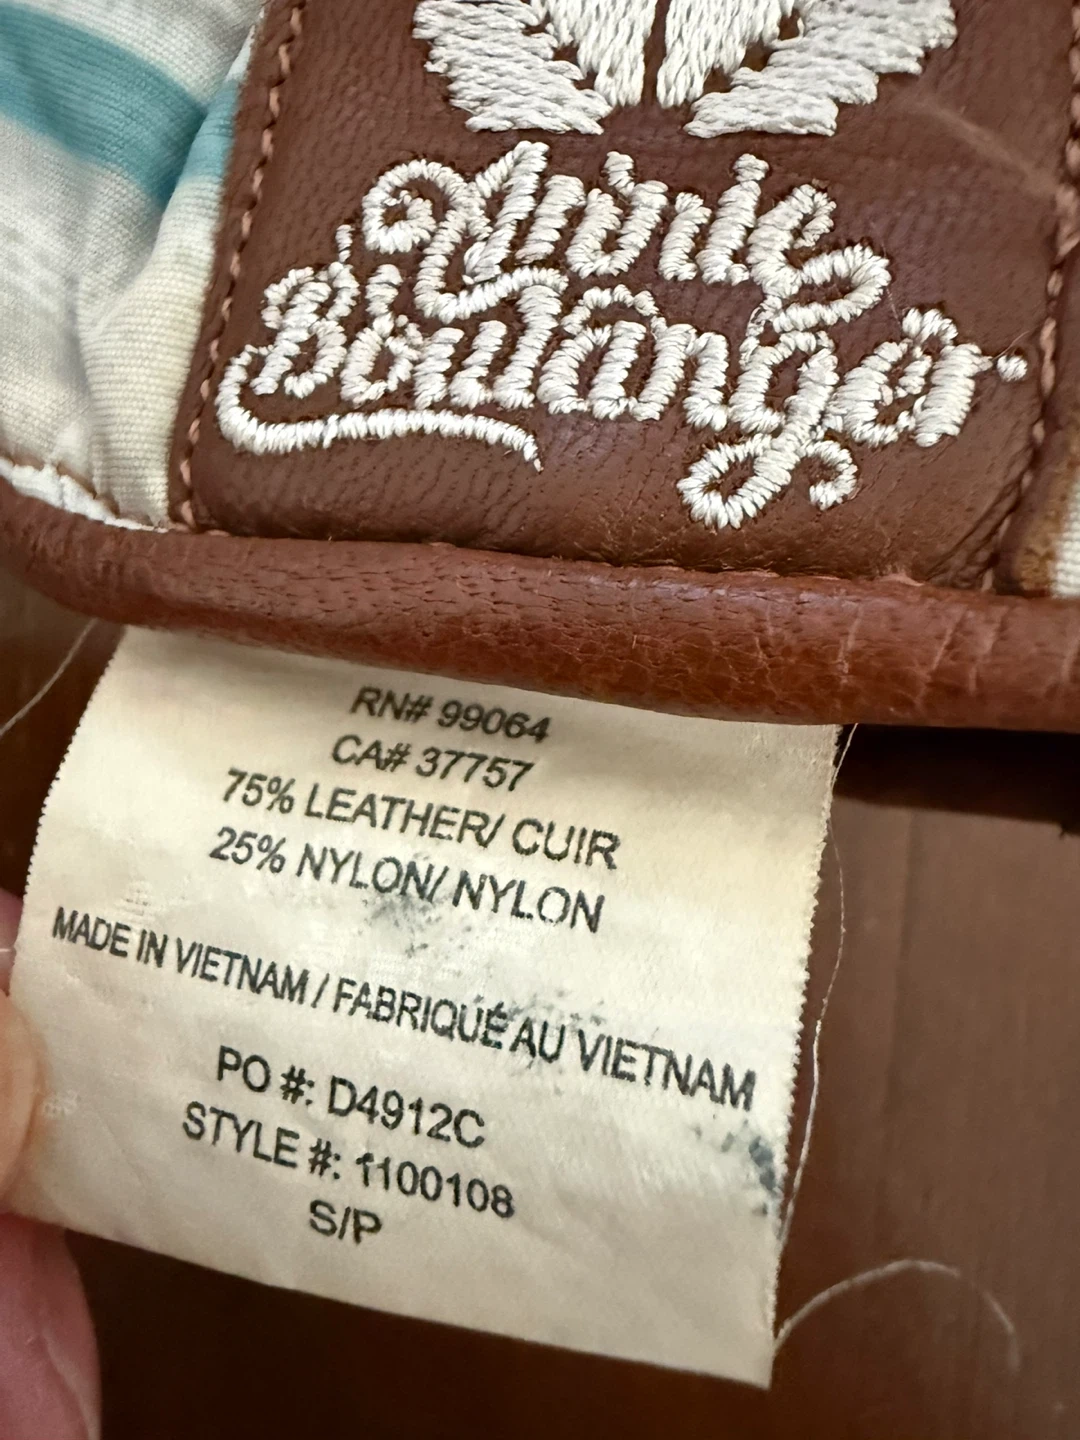 Annie
Boulanger
RN# 99064
CA# 37757
75% LEATHER/ CUIR
25% NYLON/ NYLON
MADE IN VIETNAM / FABRIQUÉ AU VIETNAM
PO #: D4912C
STYLE #: 1100108
S/P